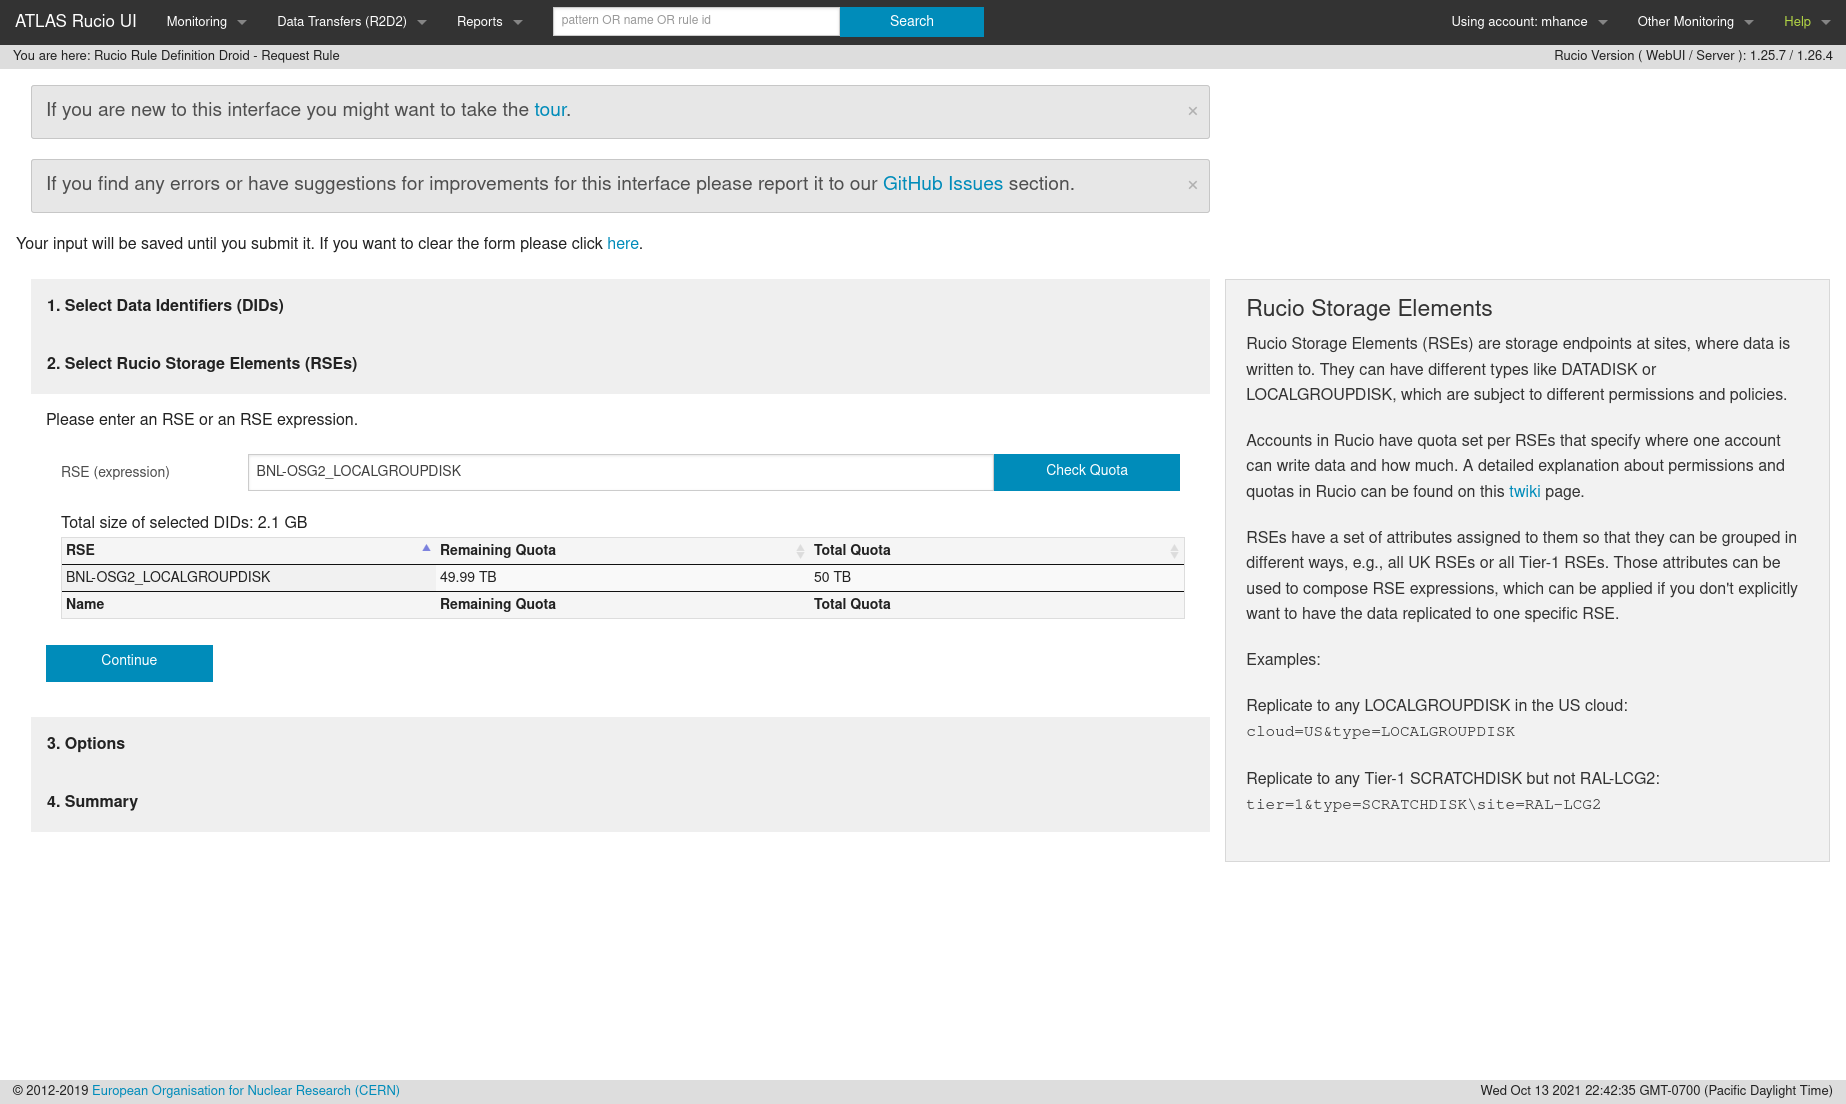 ATLAS Rucio UI Monitoring Data Transfers (R2D2) Reports pattern OR name OR rule id Search Using account: mhance Other Monitoring Help
You are here: Rucio Rule Definition Droid - Request Rule Rucio Version ( WebUI / Server ): 1.25.7 / 1.26.4
If you are new to this interface you might want to take the tour. ×
If you find any errors or have suggestions for improvements for this interface please report it to our GitHub Issues section. ×
Your input will be saved until you submit it. If you want to clear the form please click here.
1. Select Data Identifiers (DIDs)
2. Select Rucio Storage Elements (RSEs)
Please enter an RSE or an RSE expression.
RSE (expression) BNL-OSG2_LOCALGROUPDISK Check Quota
Total size of selected DIDs: 2.1 GB
RSE Remaining Quota Total Quota
BNL-OSG2_LOCALGROUPDISK 49.99 TB 50 TB
Name Remaining Quota Total Quota
Continue
3. Options
4. Summary
Rucio Storage Elements
Rucio Storage Elements (RSEs) are storage endpoints at sites, where data is
written to. They can have different types like DATADISK or
LOCALGROUPDISK, which are subject to different permissions and policies.
Accounts in Rucio have quota set per RSEs that specify where one account
can write data and how much. A detailed explanation about permissions and
quotas in Rucio can be found on this twiki page.
RSEs have a set of attributes assigned to them so that they can be grouped in
different ways, e.g., all UK RSEs or all Tier-1 RSEs. Those attributes can be
used to compose RSE expressions, which can be applied if you don't explicitly
want to have the data replicated to one specific RSE.
Examples:
Replicate to any LOCALGROUPDISK in the US cloud:
cloud=US&type=LOCALGROUPDISK
Replicate to any Tier-1 SCRATCHDISK but not RAL-LCG2:
tier=1&type=SCRATCHDISK\site=RAL-LCG2
© 2012-2019 European Organisation for Nuclear Research (CERN) Wed Oct 13 2021 22:42:35 GMT-0700 (Pacific Daylight Time)